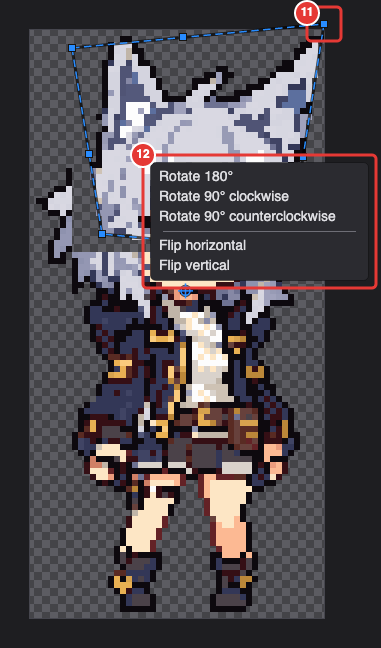 11
12
Rotate 180°
Rotate 90° clockwise
Rotate 90° counterclockwise
Flip horizontal
Flip vertical